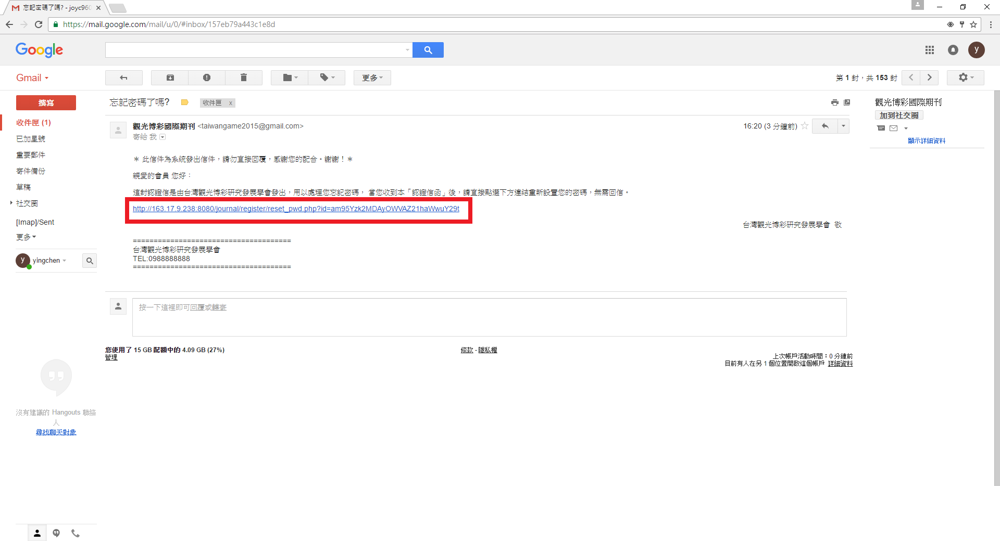 忘記密碼了嗎? - joyc960
https://mail.google.com/mail/u/0/#inbox/157eb79a443c1e8d
Google
y
Gmail
更多
第 1 封，共 153 封
撰寫
收件匣 (1)
已加星號
重要郵件
寄件備份
草稿
社交圈
[Imap]/Sent
更多
y
yingchen
沒有建議的 Hangouts 聯絡
人
尋找聊天對象
忘記密碼了嗎?
收件匣 x
觀光博彩國際期刊 <taiwangame2015@gmail.com>
16:20 (3 分鐘前)
寄給 我
＊ 此信件為系統發出信件，請勿直接回覆，感謝您的配合。謝謝！＊
親愛的會員 您好：
這封認證信是由台灣觀光博彩研究發展學會發出，用以處理您忘記密碼， 當您收到本「認證信函」後，請直接點選下方連結重新設置您的密碼，無需回信。
http://163.17.9.238:8080/journal/register/reset_pwd.php?id=am95Yzk2MDAyOWVAZ21haWwuY29t
台灣觀光博彩研究發展學會 敬
======================================
台灣觀光博彩研究發展學會
TEL:0988888888
======================================
按一下這裡即可回覆或轉寄
您使用了 15 GB 配額中的 4.09 GB (27%)
管理
條款 - 隱私權
上次帳戶活動時間：0 分鐘前
目前有人在另 1 個位置開啟這個帳戶 詳細資料
觀光博彩國際期刊
加到社交圈
顯示詳細資料